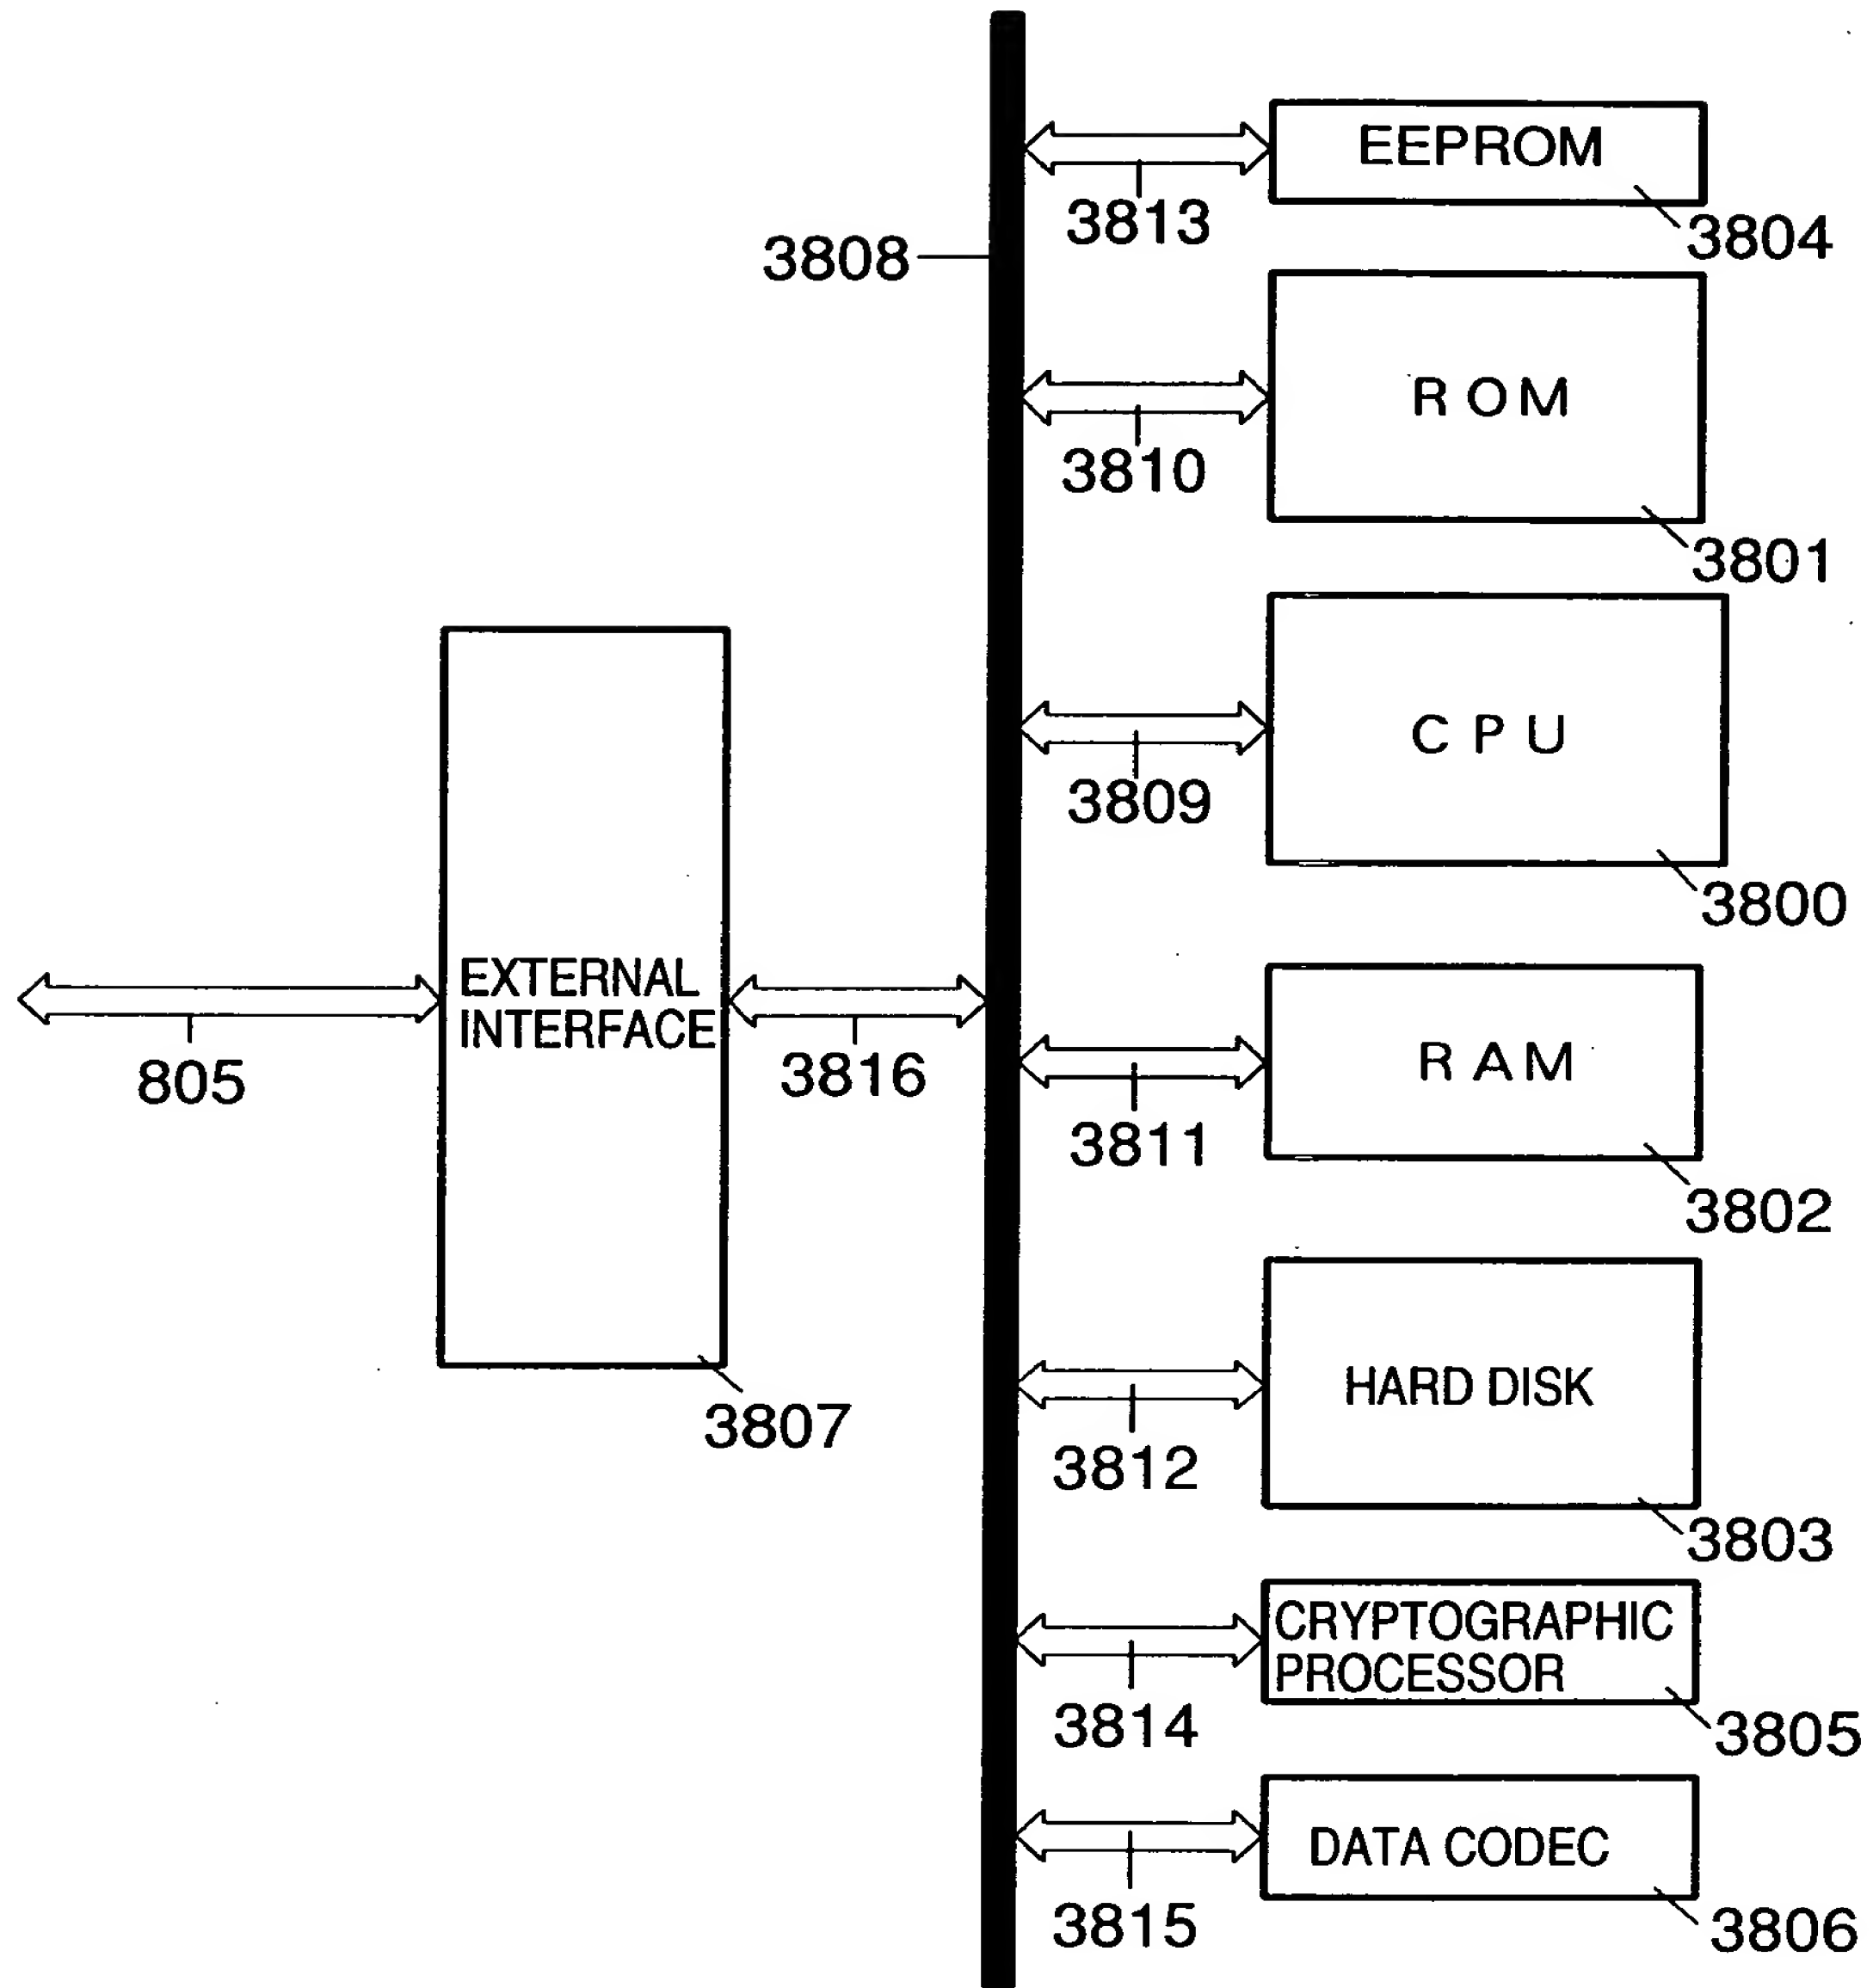 EEPROM
3813
3804
3808
ROM
3810
3801
CPU
3809
3800
EXTERNAL
INTERFACE
805
3816
RAM
3811
3802
3807
HARD DISK
3812
3803
CRYPTOGRAPHIC
PROCESSOR
3814
3805
DATA CODEC
3815
3806